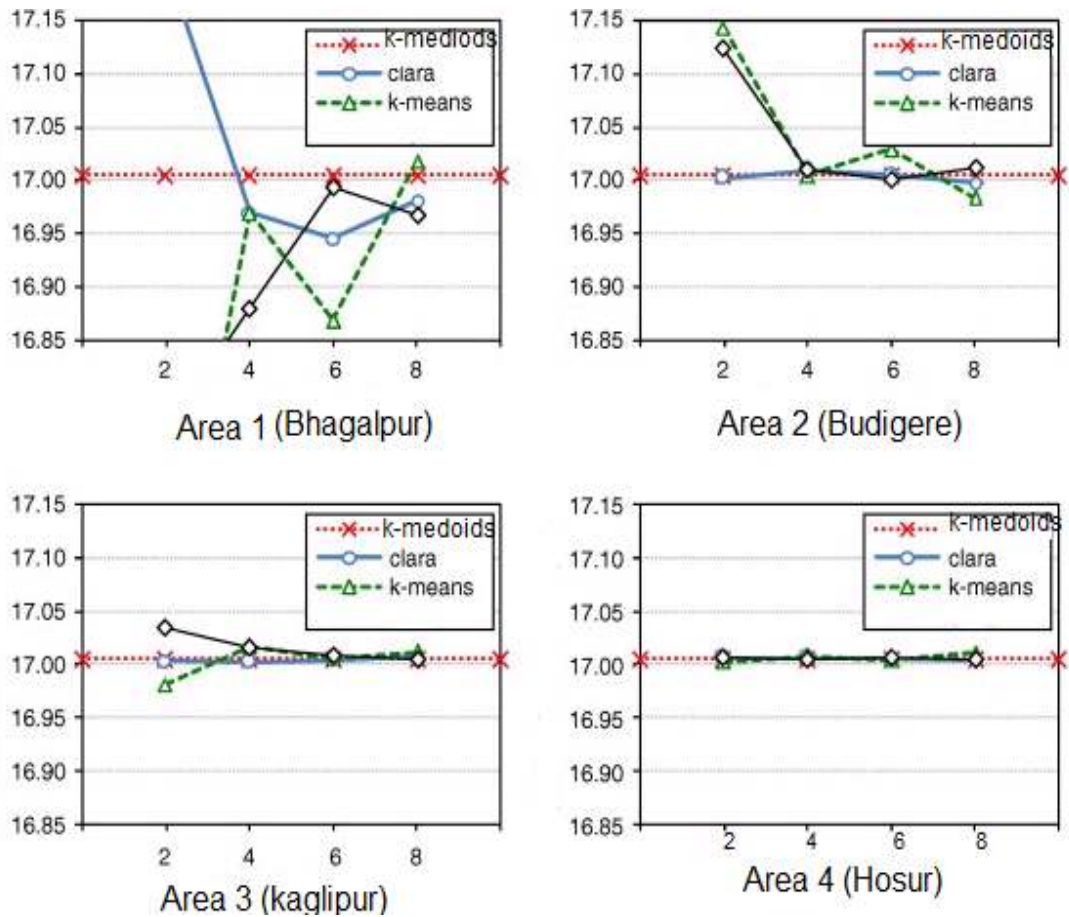 17.15
17.10
17.05
17.00
16.95
16.90
16.85
k-mediods
clara
k-means
2 4 6 8
Area 1 (Bhagalpur)
17.15
17.10
17.05
17.00
16.95
16.90
16.85
k-medoids
clara
k-means
2 4 6 8
Area 2 (Budigere)
17.15
17.10
17.05
17.00
16.95
16.90
16.85
k-medoids
clara
k-means
2 4 6 8
Area 3 (kaglipur)
17.15
17.10
17.05
17.00
16.95
16.90
16.85
k-medoids
clara
k-means
2 4 6 8
Area 4 (Hosur)